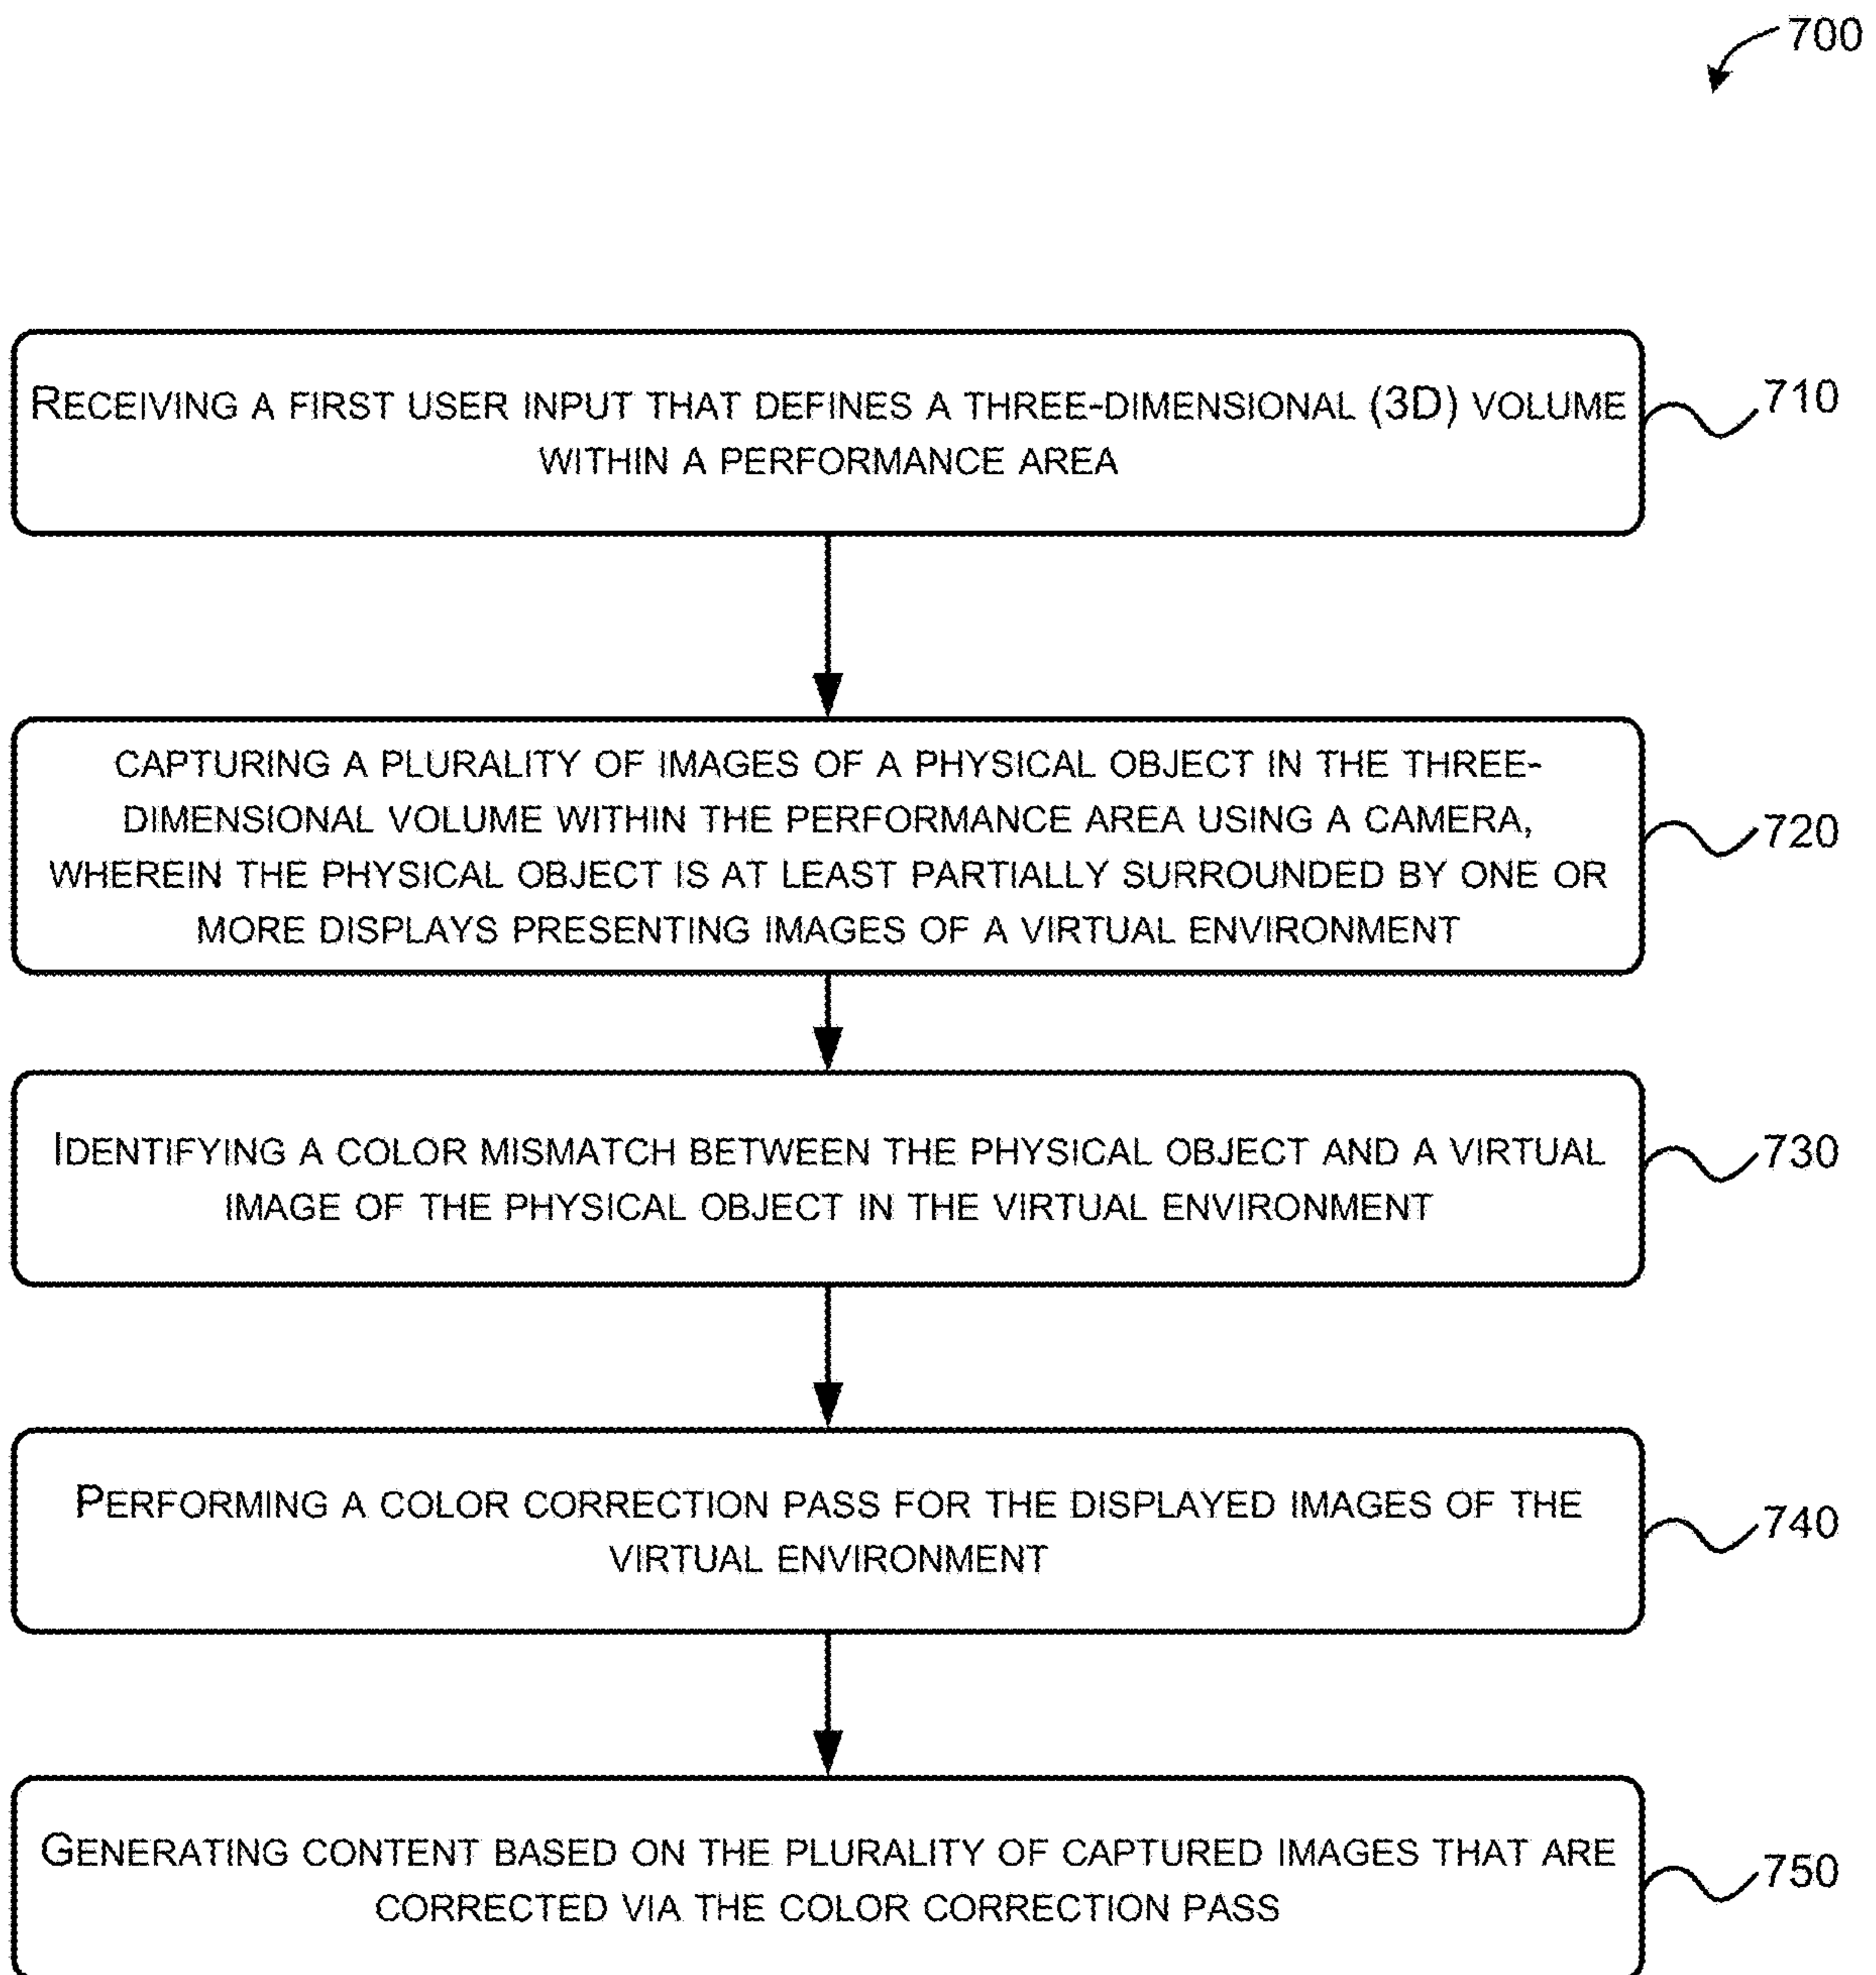 700
RECEIVING A FIRST USER INPUT THAT DEFINES A THREE-DIMENSIONAL (3D) VOLUME
WITHIN A PERFORMANCE AREA
710
CAPTURING A PLURALITY OF IMAGES OF A PHYSICAL OBJECT IN THE THREE-
DIMENSIONAL VOLUME WITHIN THE PERFORMANCE AREA USING A CAMERA,
WHEREIN THE PHYSICAL OBJECT IS AT LEAST PARTIALLY SURROUNDED BY ONE OR
MORE DISPLAYS PRESENTING IMAGES OF A VIRTUAL ENVIRONMENT
720
IDENTIFYING A COLOR MISMATCH BETWEEN THE PHYSICAL OBJECT AND A VIRTUAL
IMAGE OF THE PHYSICAL OBJECT IN THE VIRTUAL ENVIRONMENT
730
PERFORMING A COLOR CORRECTION PASS FOR THE DISPLAYED IMAGES OF THE
VIRTUAL ENVIRONMENT
740
GENERATING CONTENT BASED ON THE PLURALITY OF CAPTURED IMAGES THAT ARE
CORRECTED VIA THE COLOR CORRECTION PASS
750